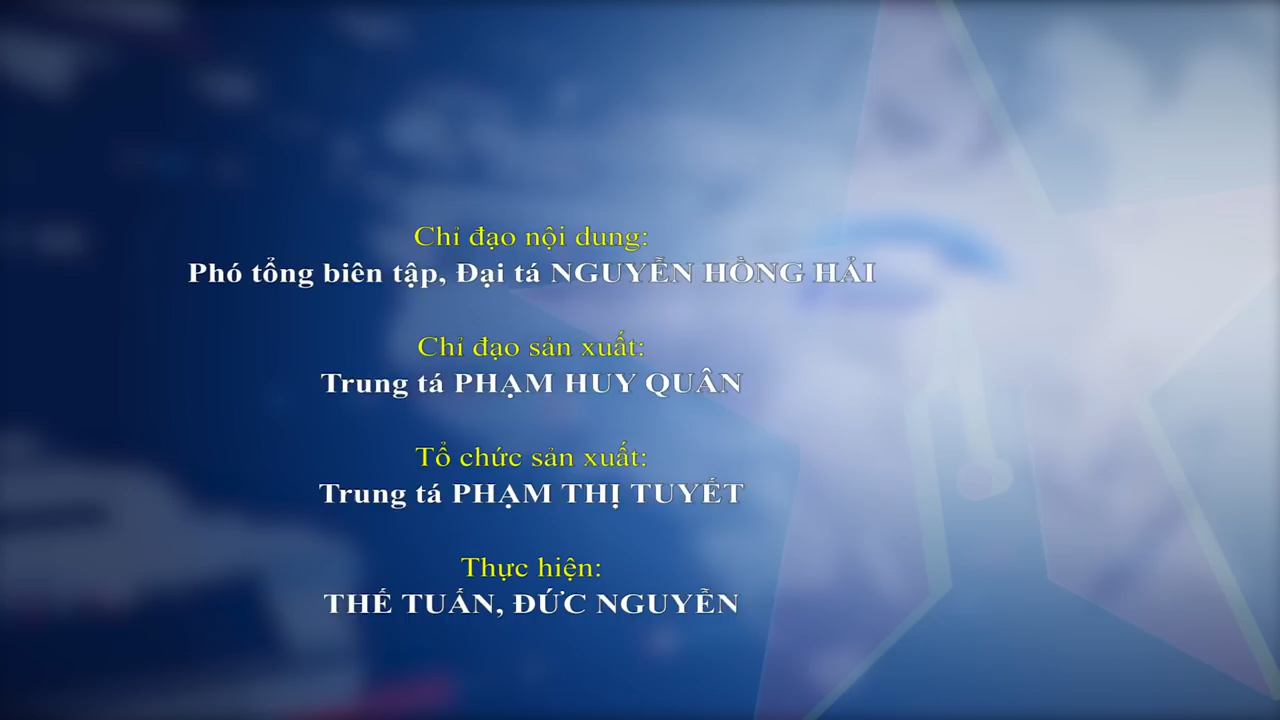 Chỉ đạo nội dung:
Phó tổng biên tập, Đại tá NGUYỄN HỒNG HẢI
Chỉ đạo sản xuất:
Trung tá PHẠM HUY QUÂN
Tổ chức sản xuất:
Trung tá PHẠM THỊ TUYẾT
Thực hiện:
THẾ TUẤN, ĐỨC NGUYỄN